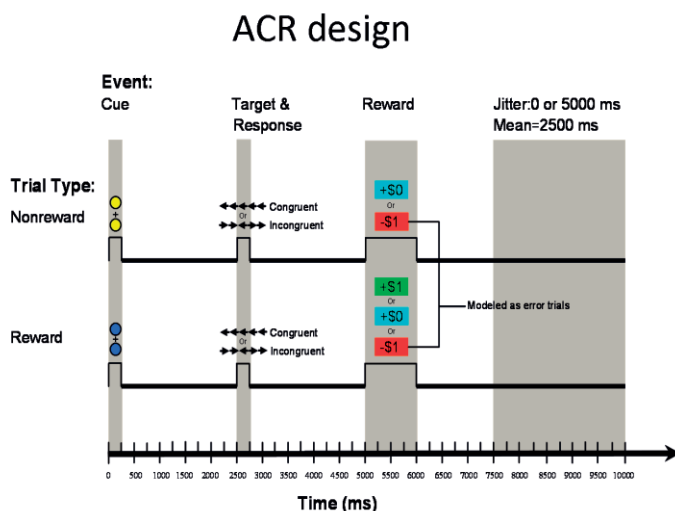 ACR design
Event:
Cue
Target &
Response
Reward
Jitter:0 or 5000 ms
Mean=2500 ms
Trial Type:
Nonreward
+
Congruent
Or
Incongruent
+$0
Or
-$1
Modeled as error trials
Reward
+
Congruent
Or
Incongruent
+$1
Or
+$0
Or
-$1
0 500 1000 1500 2000 2500 3000 3500 4000 4500 5000 5500 6000 6500 7000 7500 8000 8500 9000 9500 10000
Time (ms)